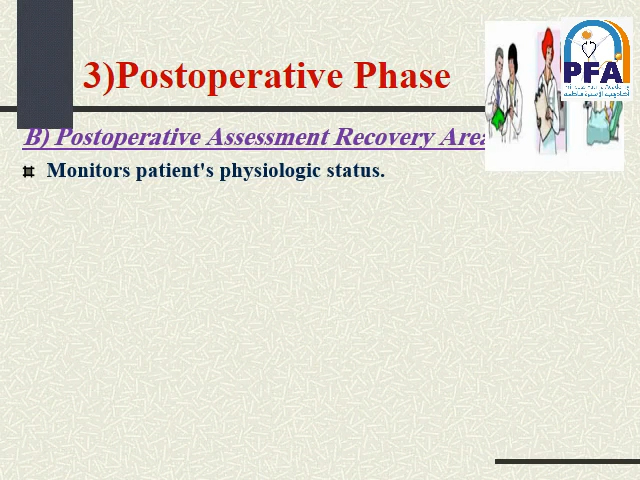 3)Postoperative Phase
PFA
B) Postoperative Assessment Recovery Area
Monitors patient's physiologic status.